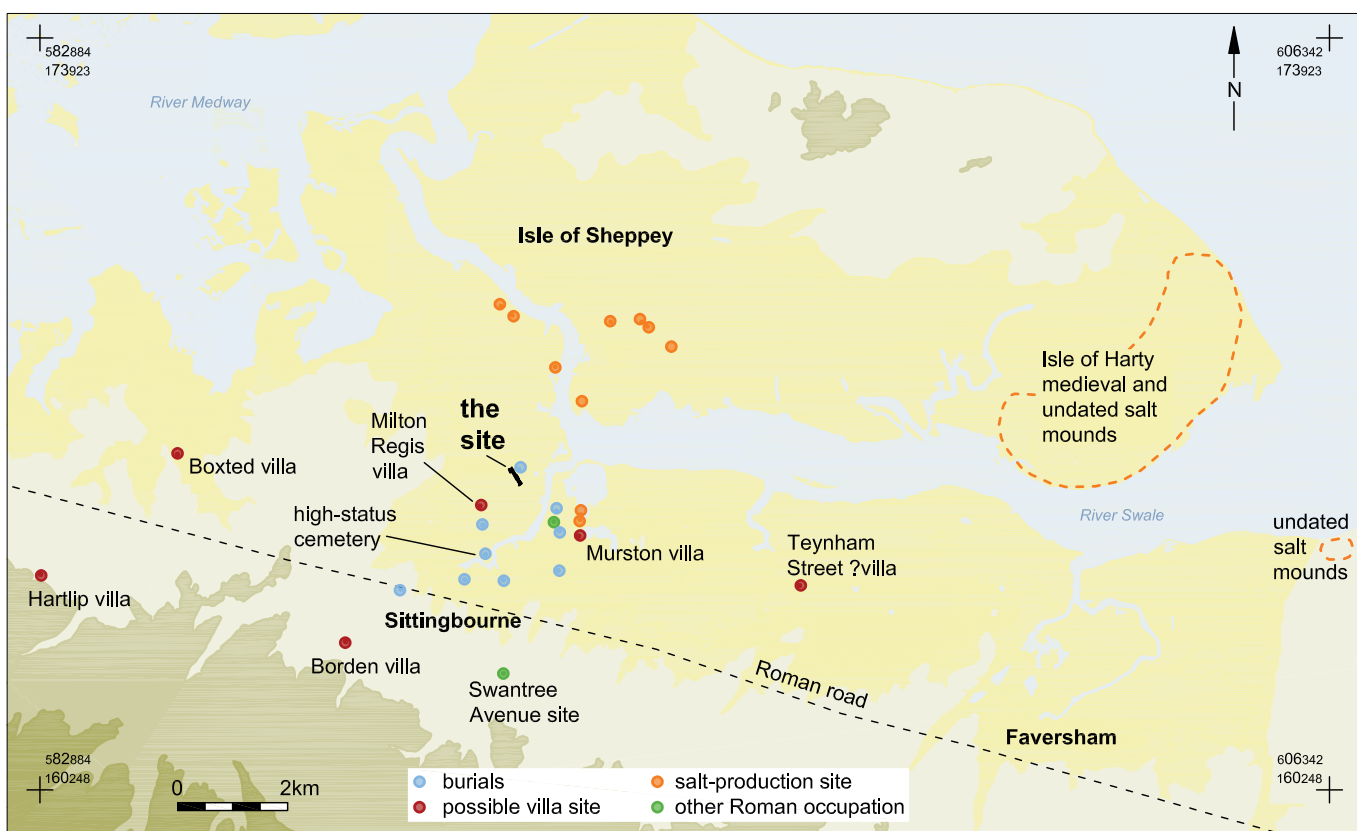 582884
173923
606342
173923
N
River Medway
Isle of Sheppey
Isle of Harty
medieval and
undated salt
mounds
the
site
Milton
Regis
villa
Boxted villa
high-status
cemetery
River Swale
undated
salt
mounds
Murston villa
Teynham
Street ?villa
Hartlip villa
Sittingbourne
Borden villa
Roman road
Swantree
Avenue site
Faversham
582884
160248
606342
160248
0 2km
burials
possible villa site
salt-production site
other Roman occupation